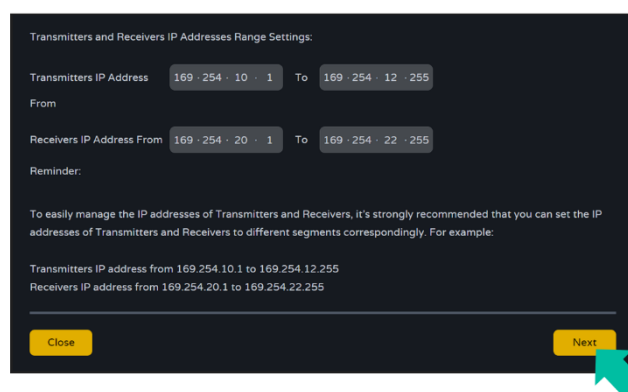 Transmitters and Receivers IP Addresses Range Settings:
Transmitters IP Address From 169 · 254 · 10 · 1 To 169 · 254 · 12 · 255
Receivers IP Address From 169 · 254 · 20 · 1 To 169 · 254 · 22 · 255
Reminder:
To easily manage the IP addresses of Transmitters and Receivers, it's strongly recommended that you can set the IP
addresses of Transmitters and Receivers to different segments correspondingly. For example:
Transmitters IP address from 169.254.10.1 to 169.254.12.255
Receivers IP address from 169.254.20.1 to 169.254.22.255
Close Next